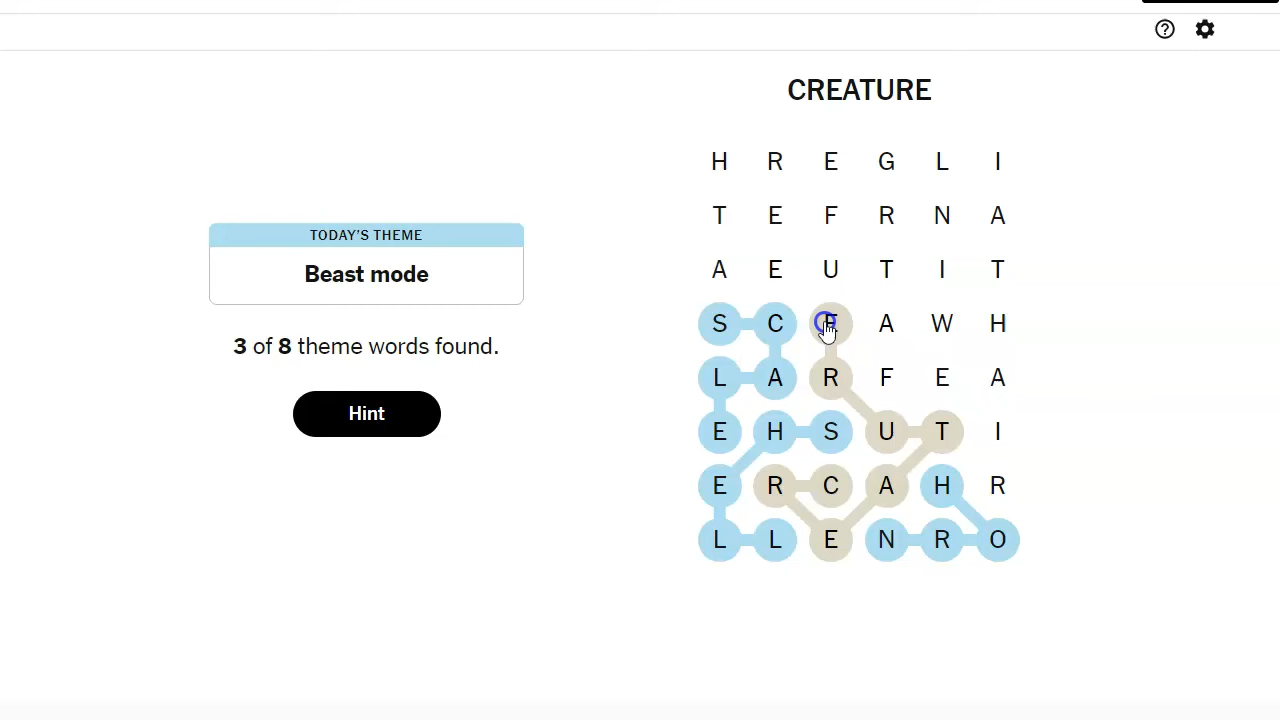 CREATURE
H R E G L I
T E F R N A
TODAY'S THEME
Beast mode
A E U T I T
S C E A W H
3 of 8 theme words found.
L A R F E A
Hint
E H S U T I
E R C A H R
L L E N R O